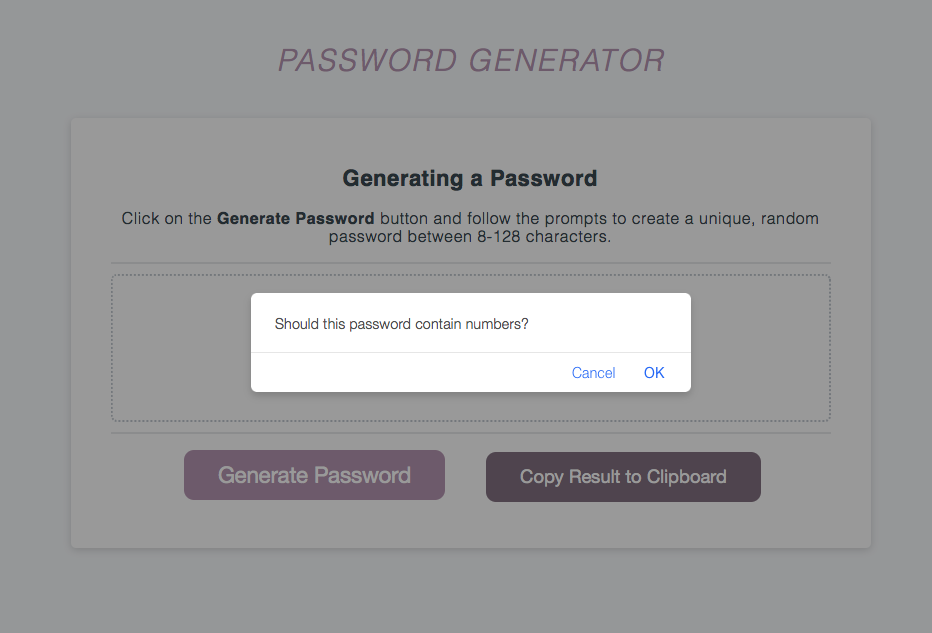 PASSWORD GENERATOR
Generating a Password
Click on the Generate Password button and follow the prompts to create a unique, random
password between 8-128 characters.
Should this password contain numbers?
Cancel OK
Generate Password Copy Result to Clipboard